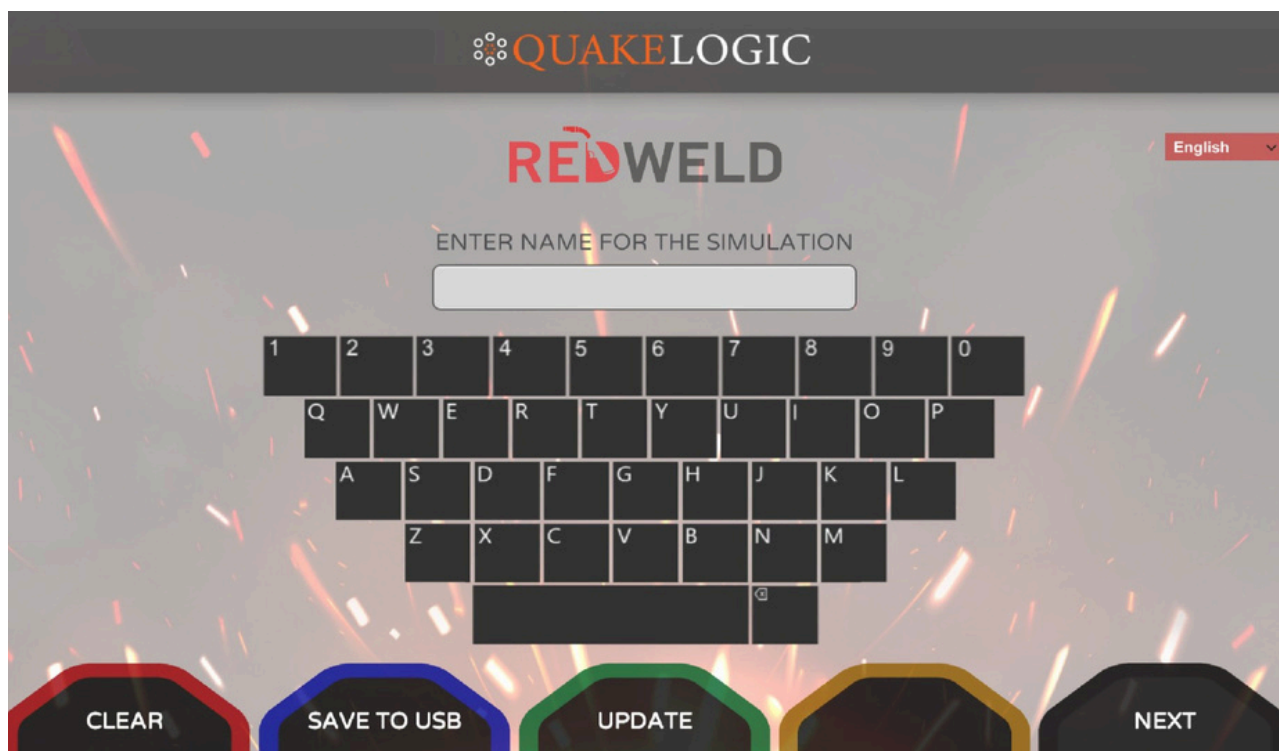 QUAKELOGIC
REDWELD
English
ENTER NAME FOR THE SIMULATION
1 2 3 4 5 6 7 8 9 0
Q W E R T Y U I O P
A S D F G H J K L
Z X C V B N M
CLEAR SAVE TO USB UPDATE NEXT